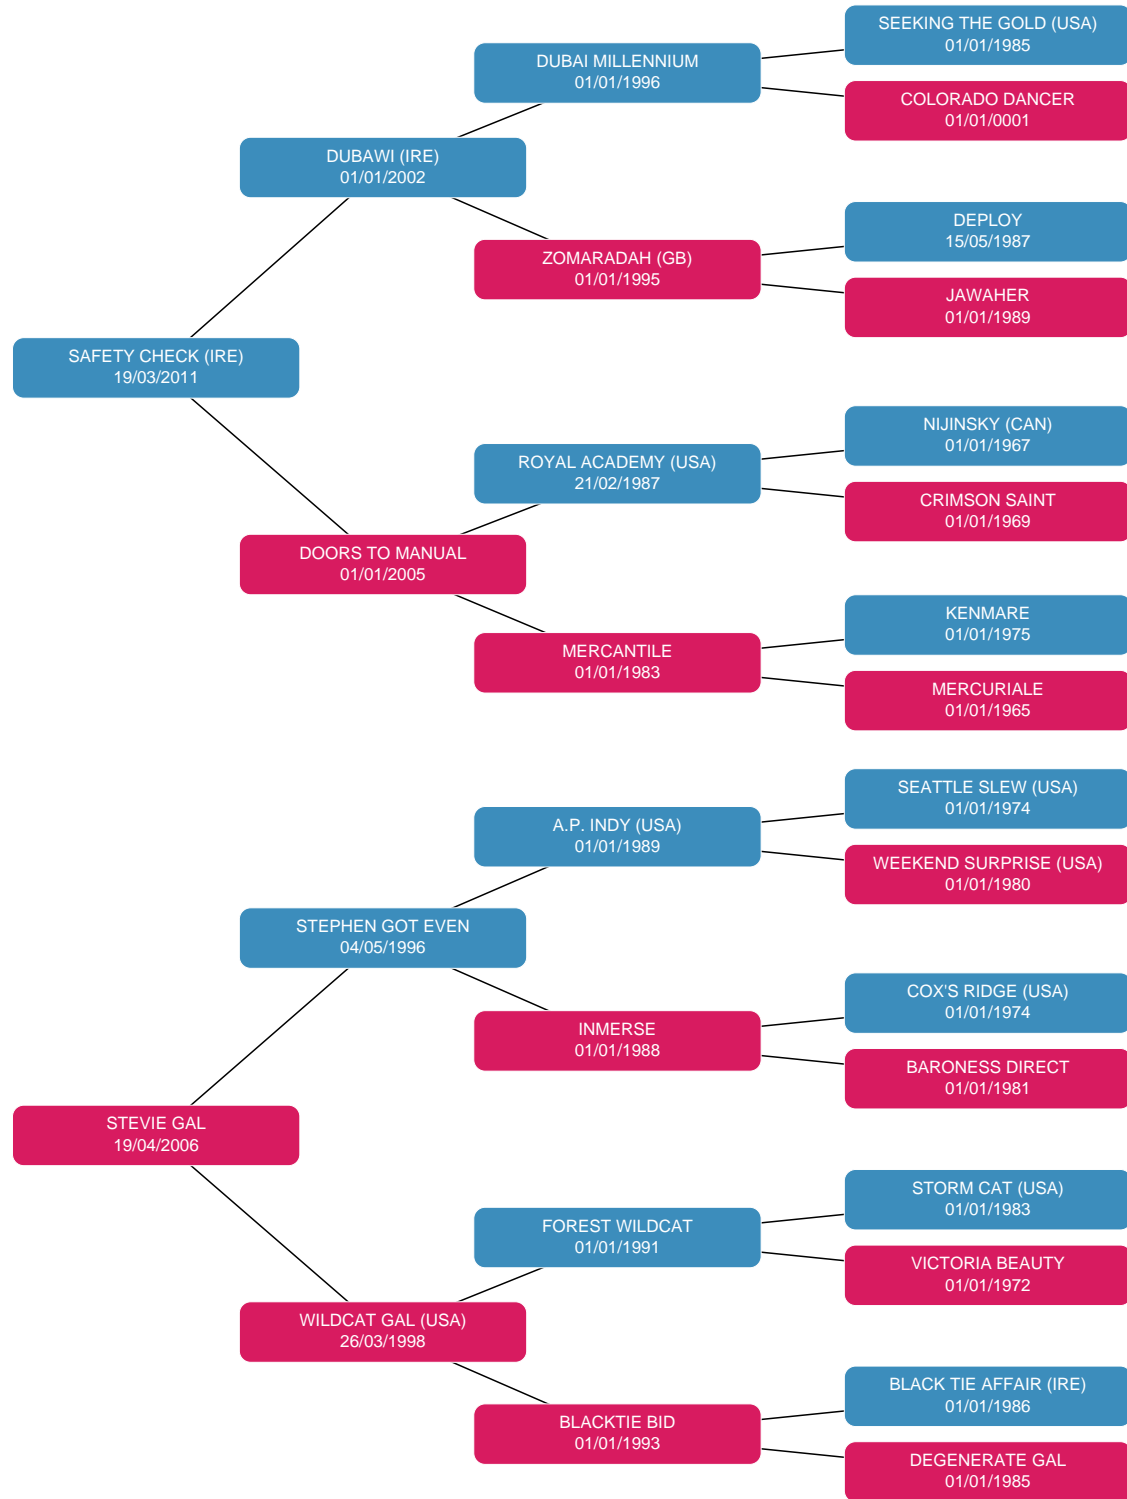 SEEKING THE GOLD (USA)
01/01/1985
DUBAI MILLENNIUM
01/01/1996
COLORADO DANCER
01/01/0001
DUBAWI (IRE)
01/01/2002
DEPLOY
15/05/1987
ZOMARADAH (GB)
01/01/1995
JAWAHER
01/01/1989
SAFETY CHECK (IRE)
19/03/2011
NIJINSKY (CAN)
01/01/1967
ROYAL ACADEMY (USA)
21/02/1987
CRIMSON SAINT
01/01/1969
DOORS TO MANUAL
01/01/2005
KENMARE
01/01/1975
MERCANTILE
01/01/1983
MERCURIALE
01/01/1965
SEATTLE SLEW (USA)
01/01/1974
A.P. INDY (USA)
01/01/1989
WEEKEND SURPRISE (USA)
01/01/1980
STEPHEN GOT EVEN
04/05/1996
COX'S RIDGE (USA)
01/01/1974
INMERSE
01/01/1988
BARONESS DIRECT
01/01/1981
STEVIE GAL
19/04/2006
STORM CAT (USA)
01/01/1983
FOREST WILDCAT
01/01/1991
VICTORIA BEAUTY
01/01/1972
WILDCAT GAL (USA)
26/03/1998
BLACK TIE AFFAIR (IRE)
01/01/1986
BLACKTIE BID
01/01/1993
DEGENERATE GAL
01/01/1985